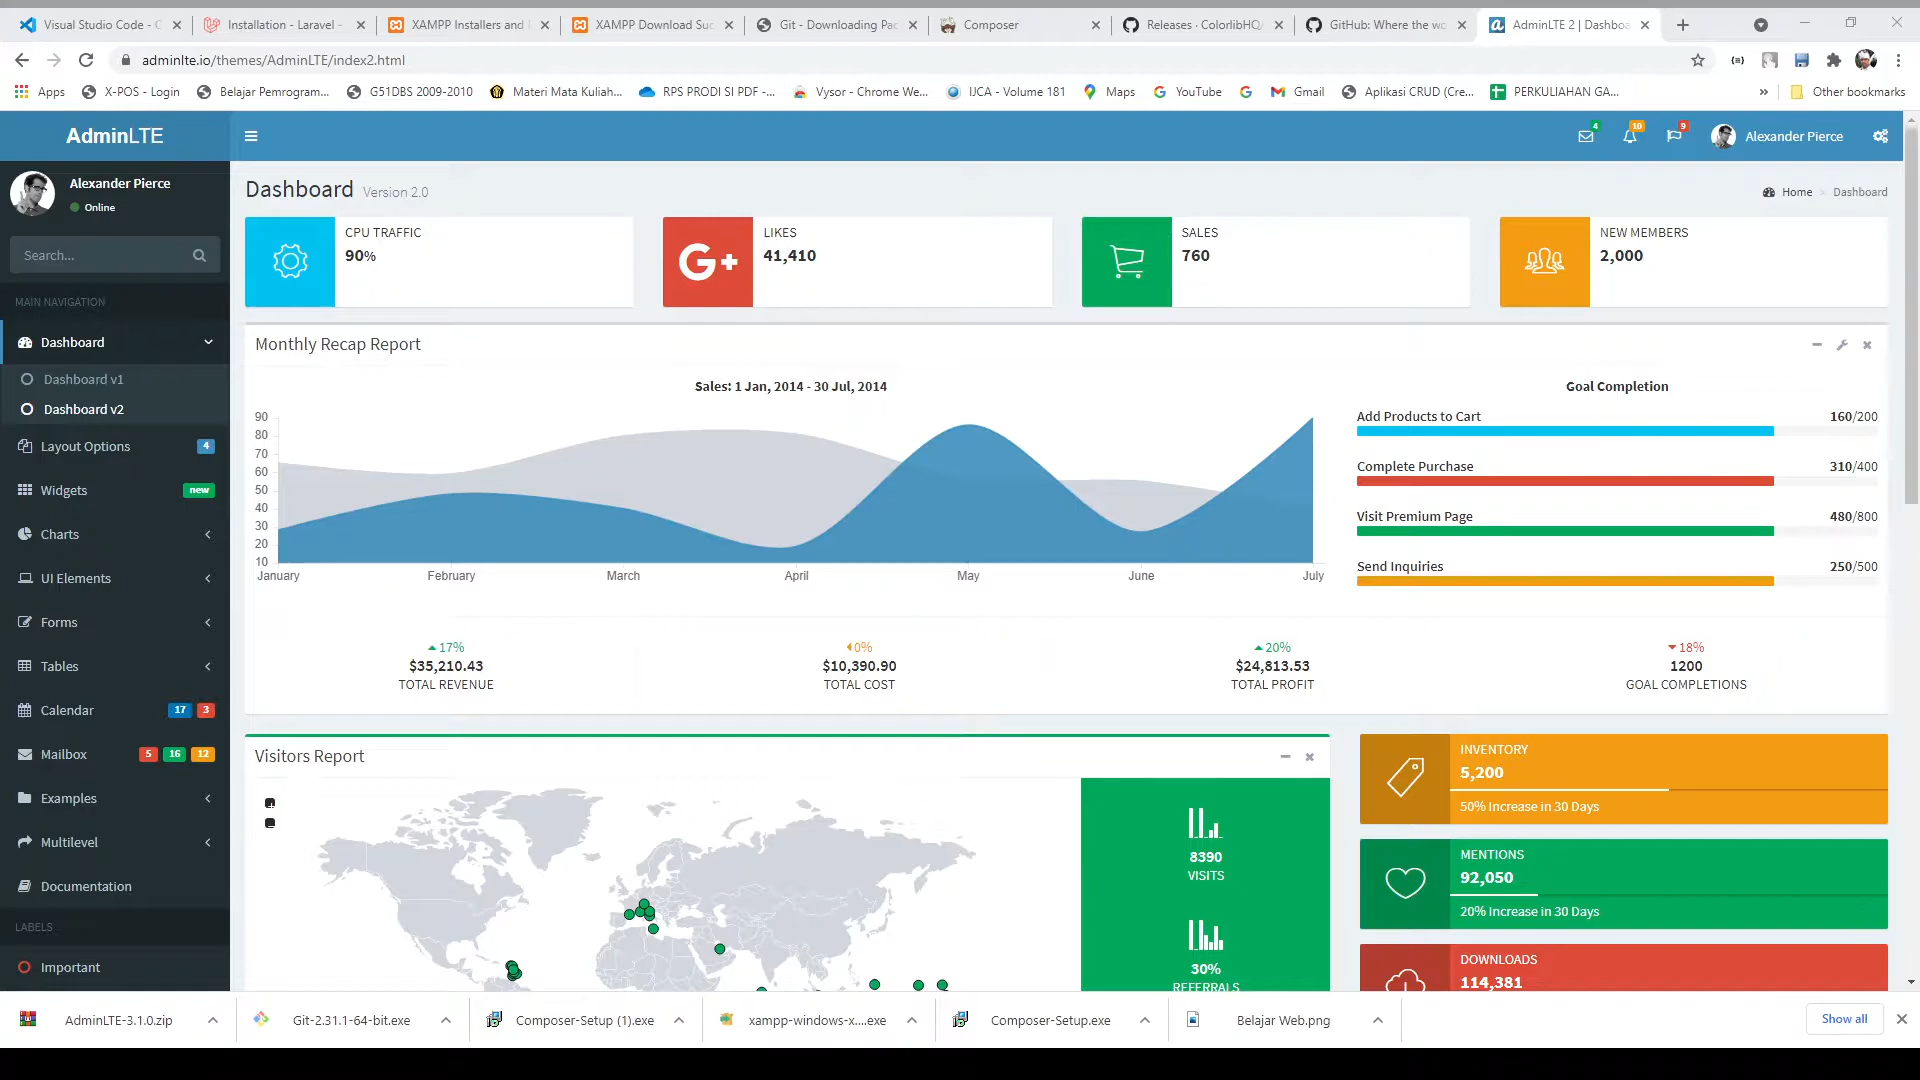 Visual Studio Code - C
Installation - Laravel -
XAMPP Installers and
XAMPP Download Suc
Git - Downloading Pac
Composer
Releases · ColorlibHQ/
GitHub: Where the wo
AdminLTE 2 | Dashboa
adminlte.io/themes/AdminLTE/index2.html
Apps
X-POS - Login
Belajar Pemrogram...
G51DBS 2009-2010
Materi Mata Kuliah...
RPS PRODI SI PDF -...
Vysor - Chrome We...
IJCA - Volume 181
Maps
YouTube
Gmail
Aplikasi CRUD (Cre...
PERKULIAHAN GA...
»
Other bookmarks
AdminLTE
4
10
9
Alexander Pierce
Alexander Pierce
Online
Search...
MAIN NAVIGATION
Dashboard
Dashboard v1
Dashboard v2
Layout Options 4
Widgets new
Charts
UI Elements
Forms
Tables
Calendar 17 3
Mailbox 5 16 12
Examples
Multilevel
Documentation
LABELS
Important
Dashboard Version 2.0
Home > Dashboard
CPU TRAFFIC
90%
G+
LIKES
41,410
SALES
760
NEW MEMBERS
2,000
Monthly Recap Report
Sales: 1 Jan, 2014 - 30 Jul, 2014
90
80
70
60
50
40
30
20
10
January February March April May June July
Goal Completion
Add Products to Cart 160/200
Complete Purchase 310/400
Visit Premium Page 480/800
Send Inquiries 250/500
17%
$35,210.43
TOTAL REVENUE
0%
$10,390.90
TOTAL COST
20%
$24,813.53
TOTAL PROFIT
18%
1200
GOAL COMPLETIONS
Visitors Report
8390
VISITS
30%
REFERRALS
INVENTORY
5,200
50% Increase in 30 Days
MENTIONS
92,050
20% Increase in 30 Days
DOWNLOADS
114,381
AdminLTE-3.1.0.zip
Git-2.31.1-64-bit.exe
Composer-Setup (1).exe
xampp-windows-x....exe
Composer-Setup.exe
Belajar Web.png
Show all